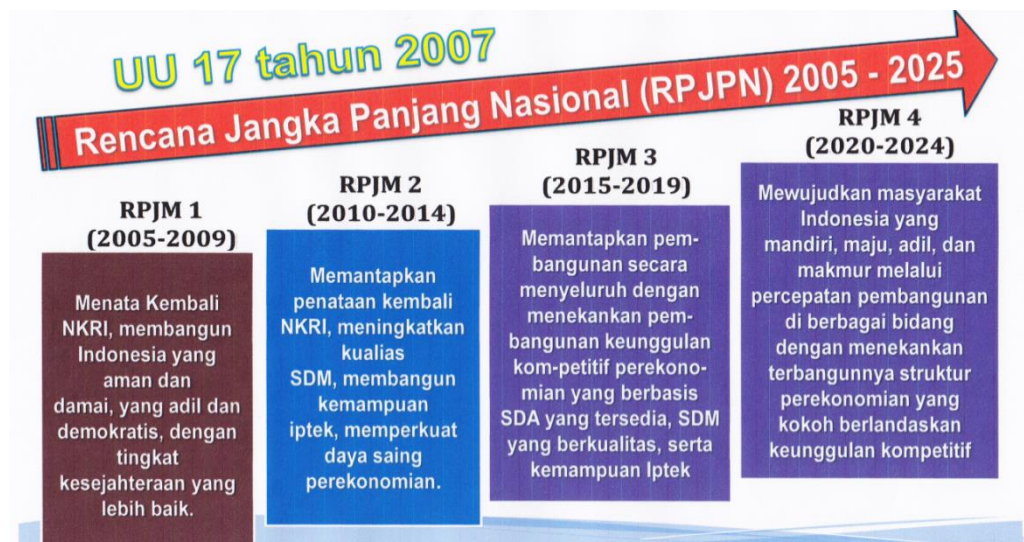 UU 17 tahun 2007
Rencana Jangka Panjang Nasional (RPJPN) 2005 - 2025
RPJM 1
(2005-2009)
Menata Kembali
NKRI, membangun
Indonesia yang
aman dan
damai, yang adil dan
demokratis, dengan
tingkat
kesejahteraan yang
lebih baik.
RPJM 2
(2010-2014)
Memantapkan
penataan kembali
NKRI, meningkatkan
kualias
SDM, membangun
kemampuan
iptek, memperkuat
daya saing
perekonomian.
RPJM 3
(2015-2019)
Memantapkan pem-
bangunan secara
menyeluruh dengan
menekankan pem-
bangunan keunggulan
kom-petitif perekono-
mian yang berbasis
SDA yang tersedia, SDM
yang berkualitas, serta
kemampuan Iptek
RPJM 4
(2020-2024)
Mewujudkan masyarakat
Indonesia yang
mandiri, maju, adil, dan
makmur melalui
percepatan pembangunan
di berbagai bidang
dengan menekankan
terbangunnya struktur
perekonomian yang
kokoh berlandaskan
keunggulan kompetitif